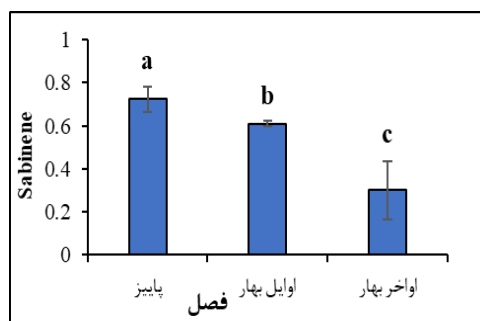 Sabinene
1
0.8
0.6
0.4
0.2
0
a
b
c
پاییز
اوایل بهار
اواخر بهار
فصل